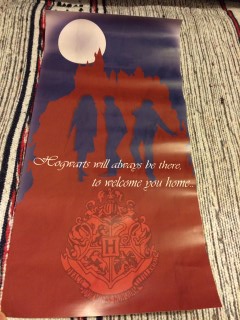 Hogwarts will always be there,
to welcome you home..
H